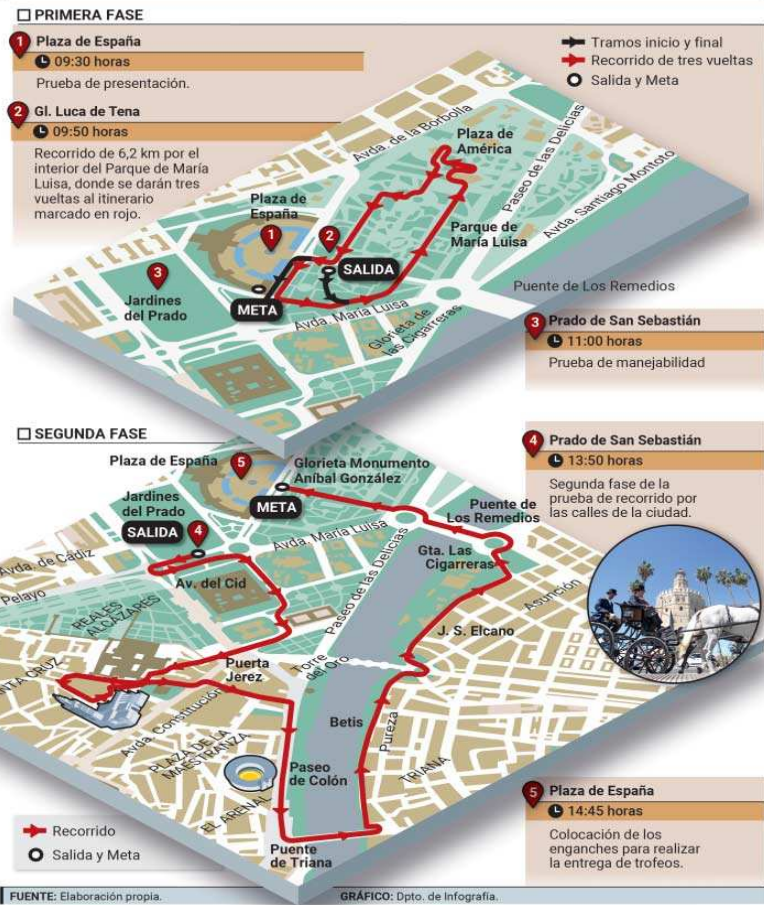 PRIMERA FASE
1 Plaza de España
09:30 horas
Prueba de presentación.
2 Gl. Luca de Tena
09:50 horas
Recorrido de 6,2 km por el
interior del Parque de María
Luisa, donde se darán tres
vueltas al itinerario
marcado en rojo.
Tramos inicio y final
Recorrido de tres vueltas
Salida y Meta
Avda. de la Borbolla
Plaza de
América
Paseo de las Delicias
Avda. Santiago Montoto
Plaza de
España
1
2
Parque de
María Luisa
SALIDA
3
Jardines
del Prado
META
Avda. María Luisa
Glorieta de
las Cigarreras
Puente de Los Remedios
3 Prado de San Sebastián
11:00 horas
Prueba de manejabilidad
SEGUNDA FASE
4 Prado de San Sebastián
13:50 horas
Segunda fase de la
prueba de recorrido por
las calles de la ciudad.
Plaza de España
5
Glorieta Monumento
Aníbal González
META
Jardines
del Prado
SALIDA
4
Puente de
Los Remedios
Avda. María Luisa
Avda. de Cádiz
Paseo de las Delicias
Gta. Las
Cigarreras
Av. del Cid
Pelayo
Asunción
REALES
ALCÁZARES
J. S. Elcano
Puerta
Jerez
Torre
del Oro
NTA CRUZ
Avda. Constitución
Betis
Pureza
PLAZA DE LA
MAESTRANZA
TRIANA
Paseo
de Colón
EL ARENAL
5 Plaza de España
14:45 horas
Colocación de los
enganches para realizar
la entrega de trofeos.
Recorrido
Salida y Meta
Puente
de Triana
FUENTE: Elaboración propia.
GRÁFICO: Dpto. de Infografía.